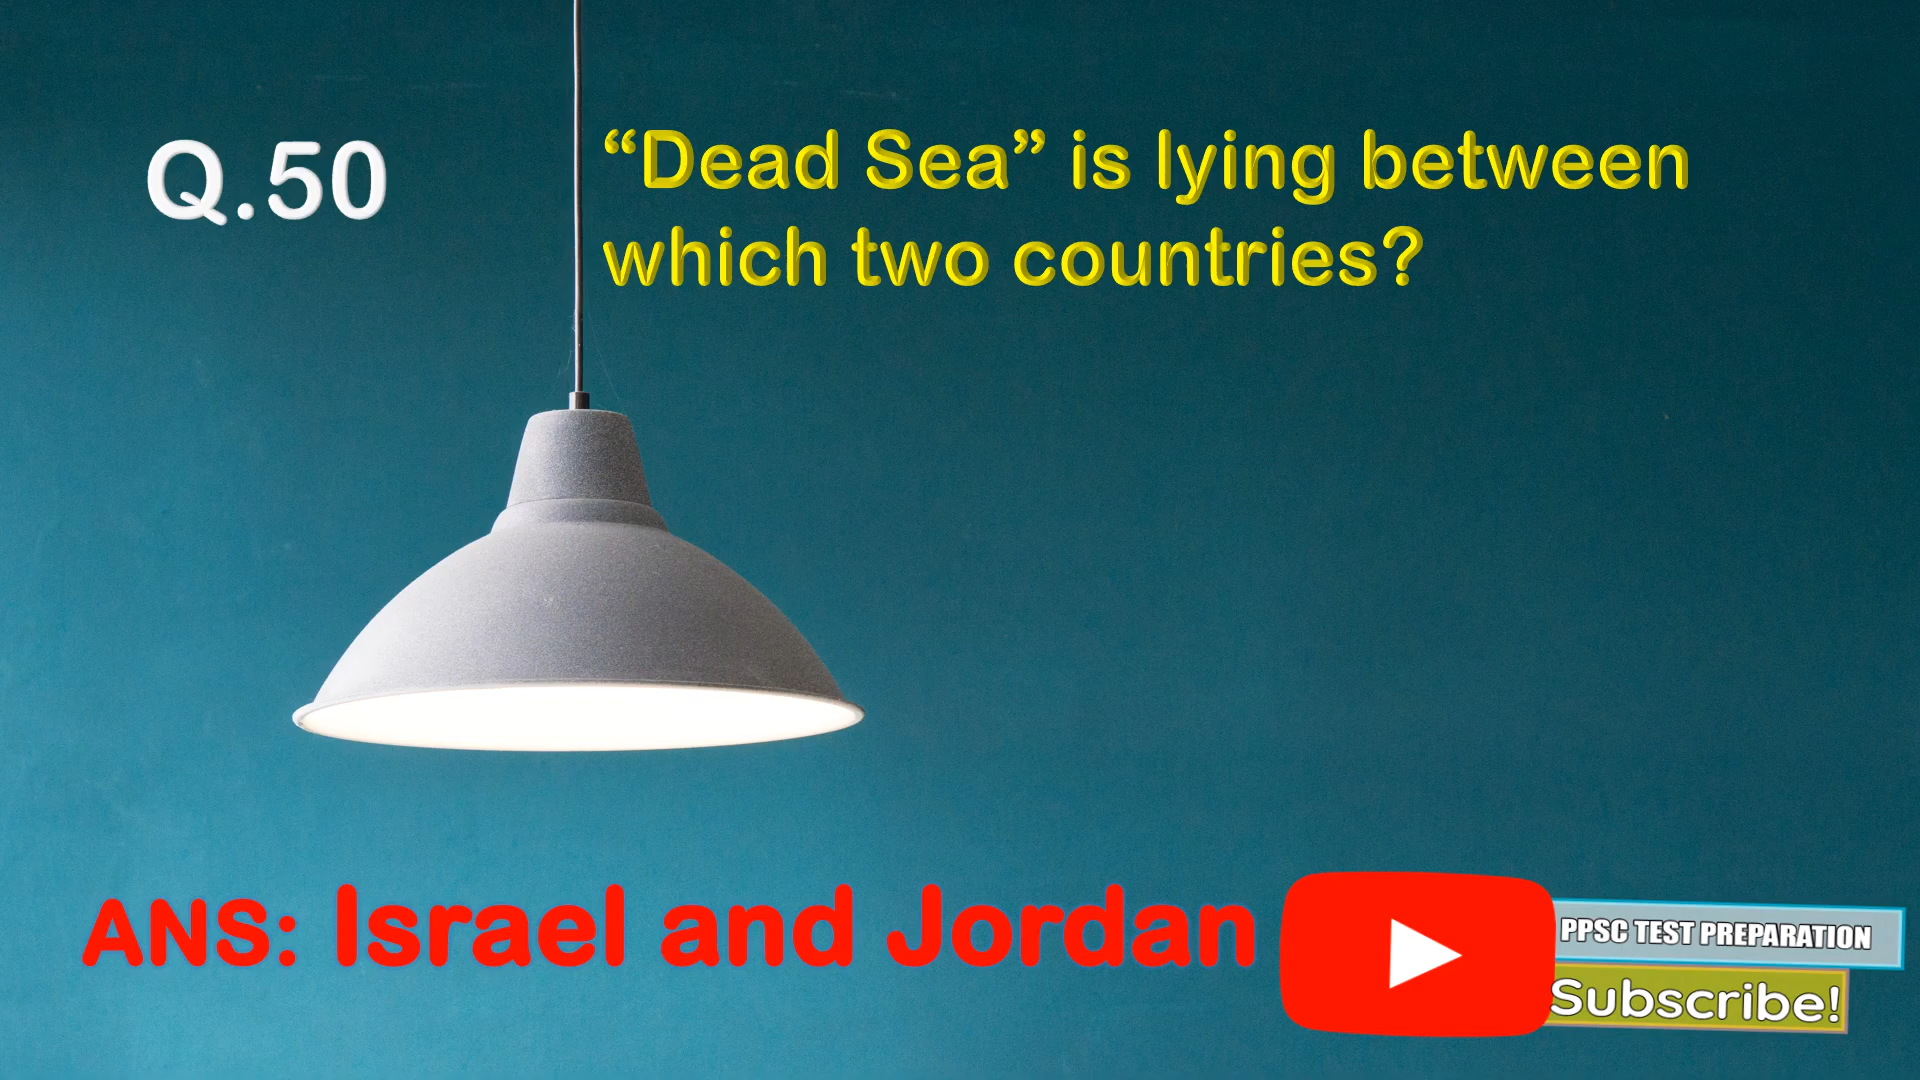 Q.50
“Dead Sea” is lying between
which two countries?
ANS: Israel and Jordan
PPSC TEST PREPARATION
Subscribe!